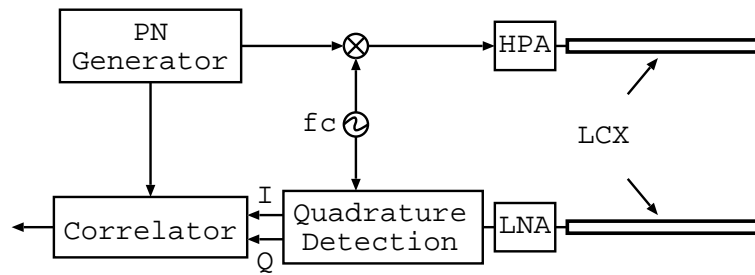 PN
Generator
HPA
fc
LCX
I
Quadrature
Detection
LNA
Correlator
Q